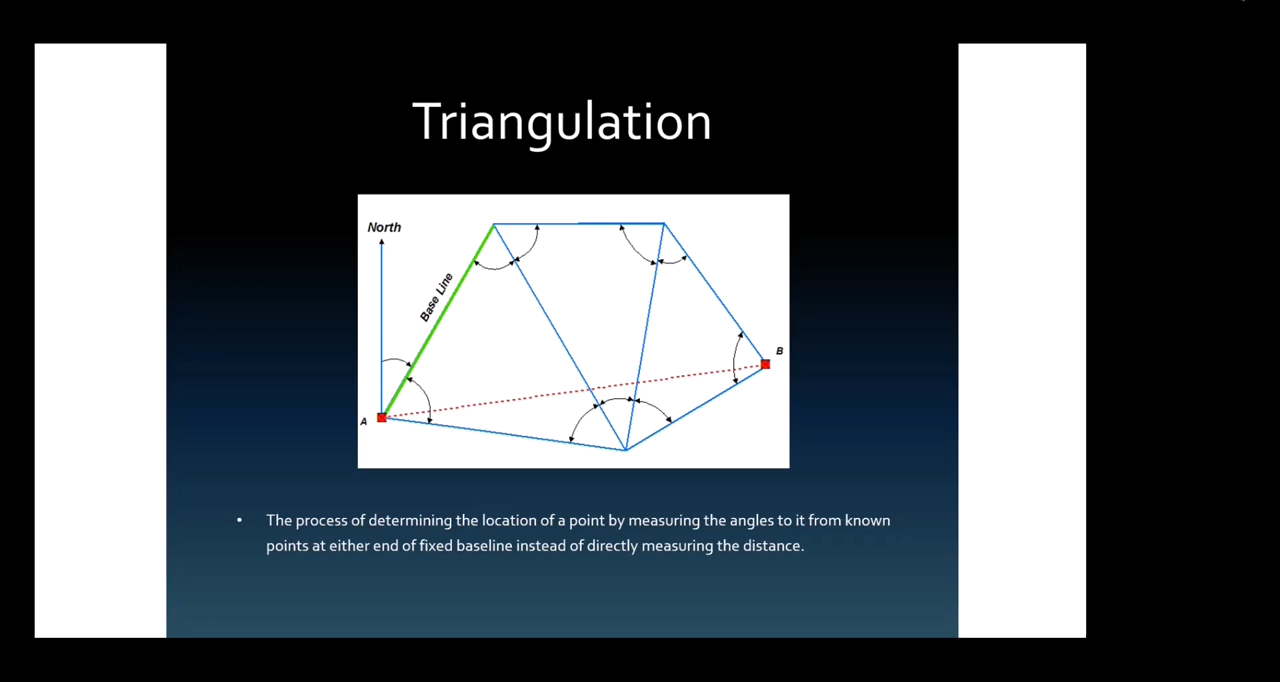 Triangulation
North
Base Line
B
A
• The process of determining the location of a point by measuring the angles to it from known
points at either end of fixed baseline instead of directly measuring the distance.